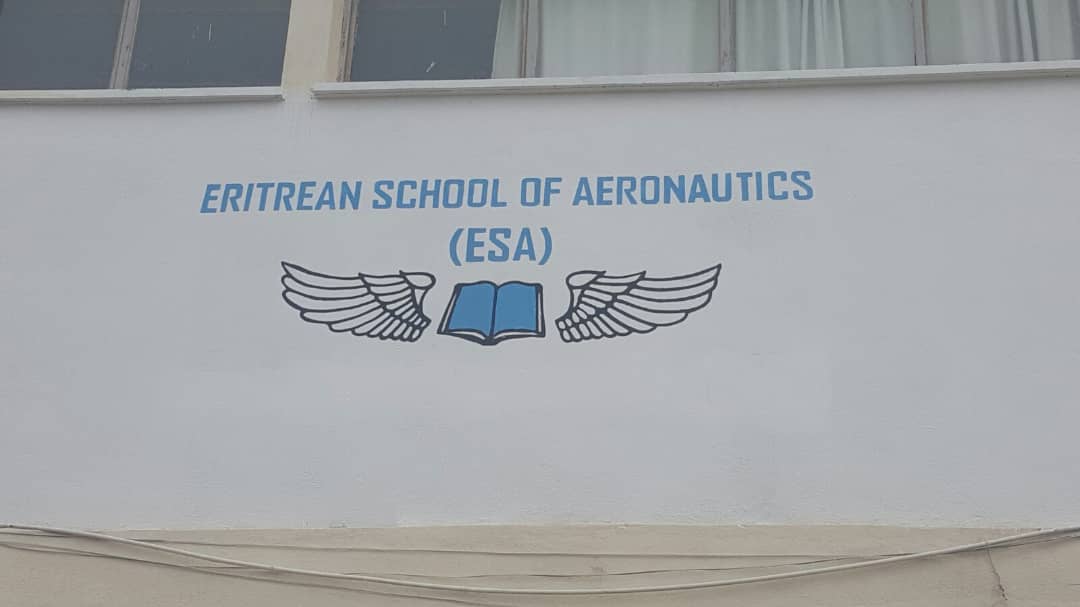 ERITREAN SCHOOL OF AERONAUTICS
(ESA)